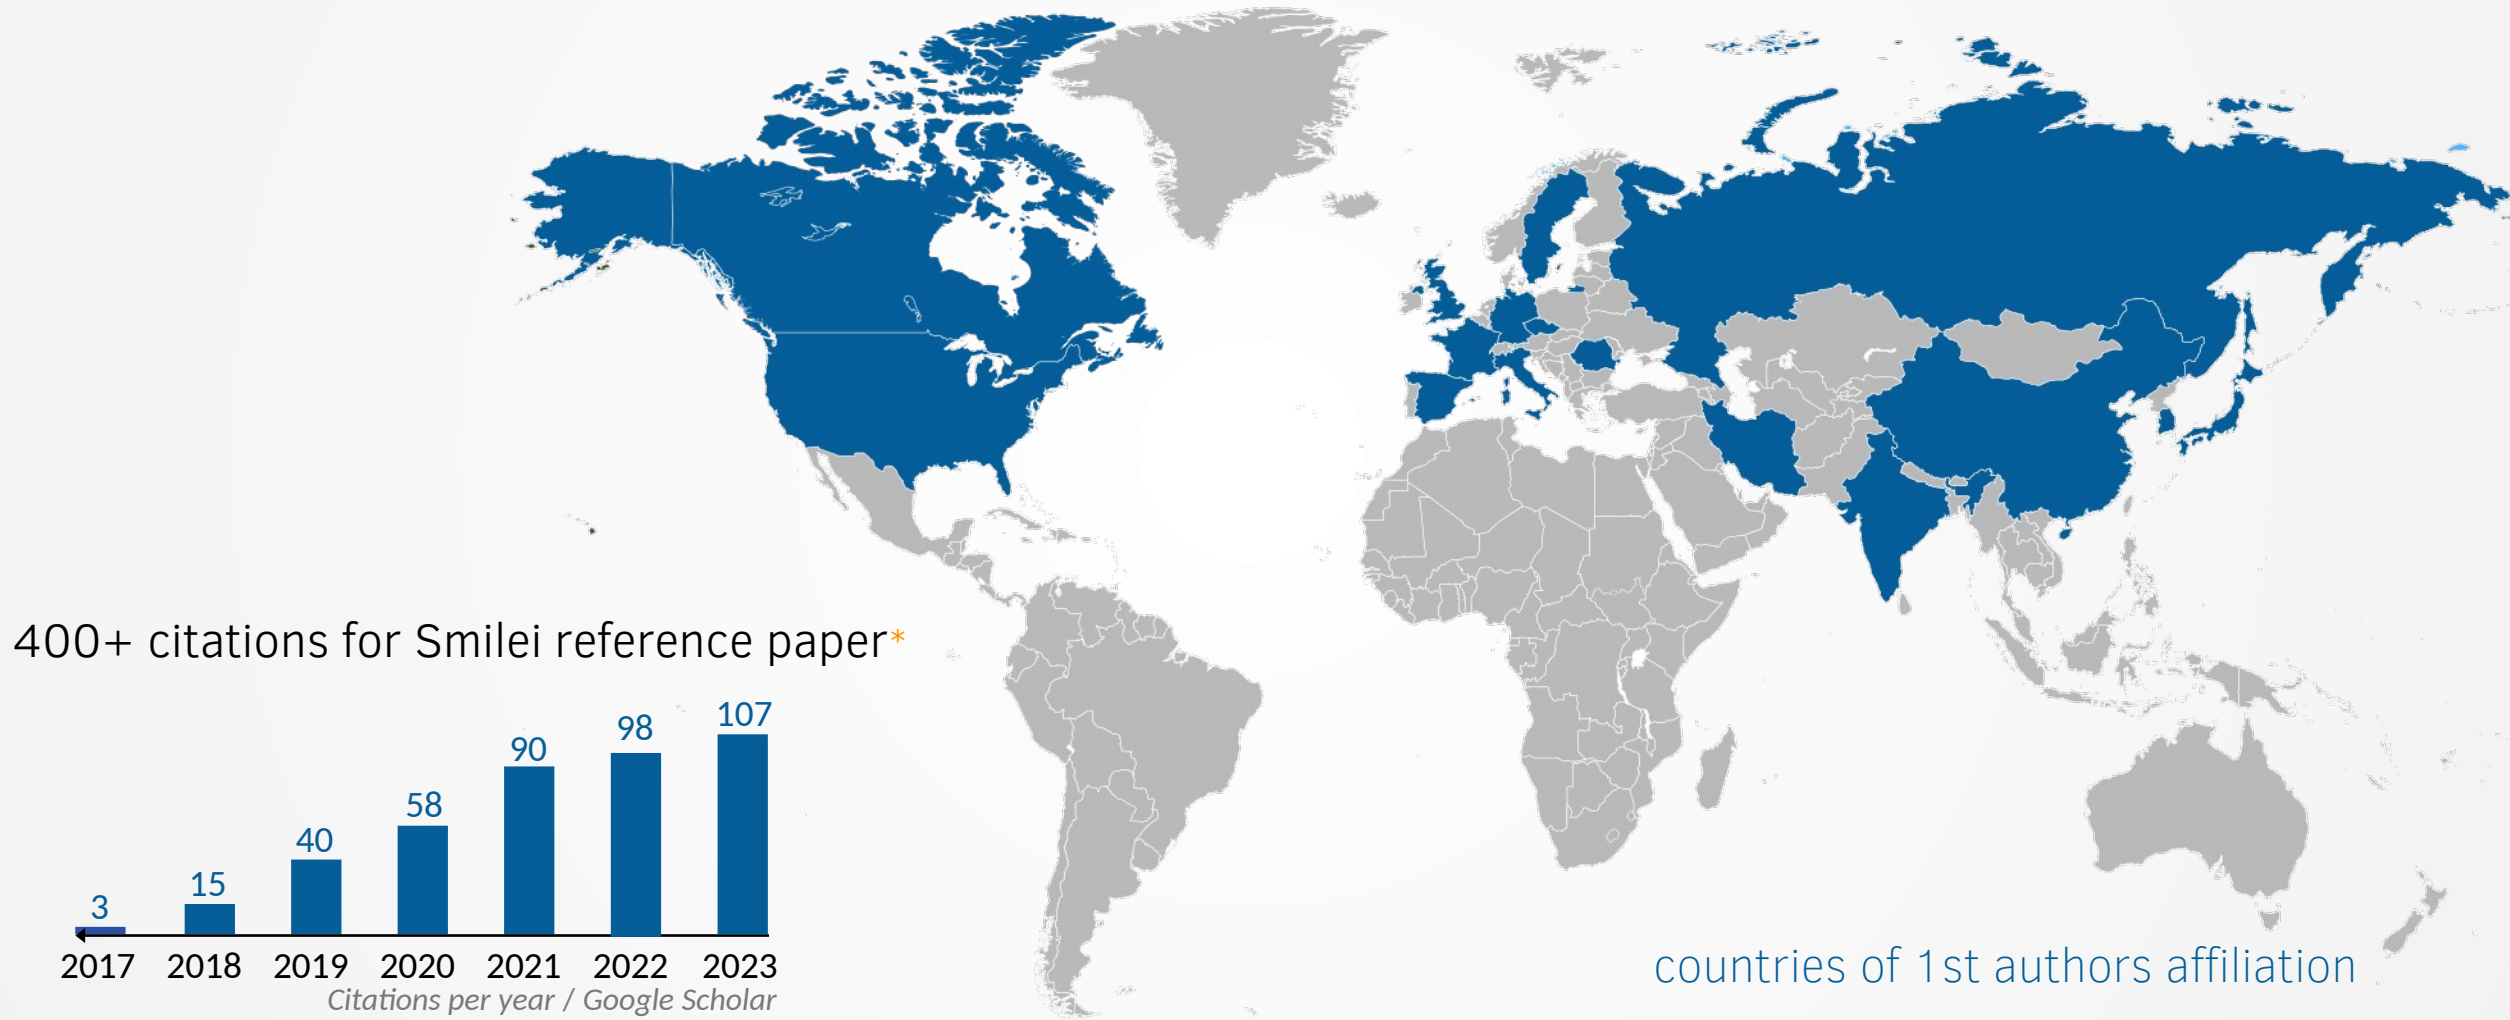 400+ citations for Smilei reference paper*
3
15
40
58
90
98
107
2017 2018 2019 2020 2021 2022 2023
Citations per year / Google Scholar
countries of 1st authors affiliation